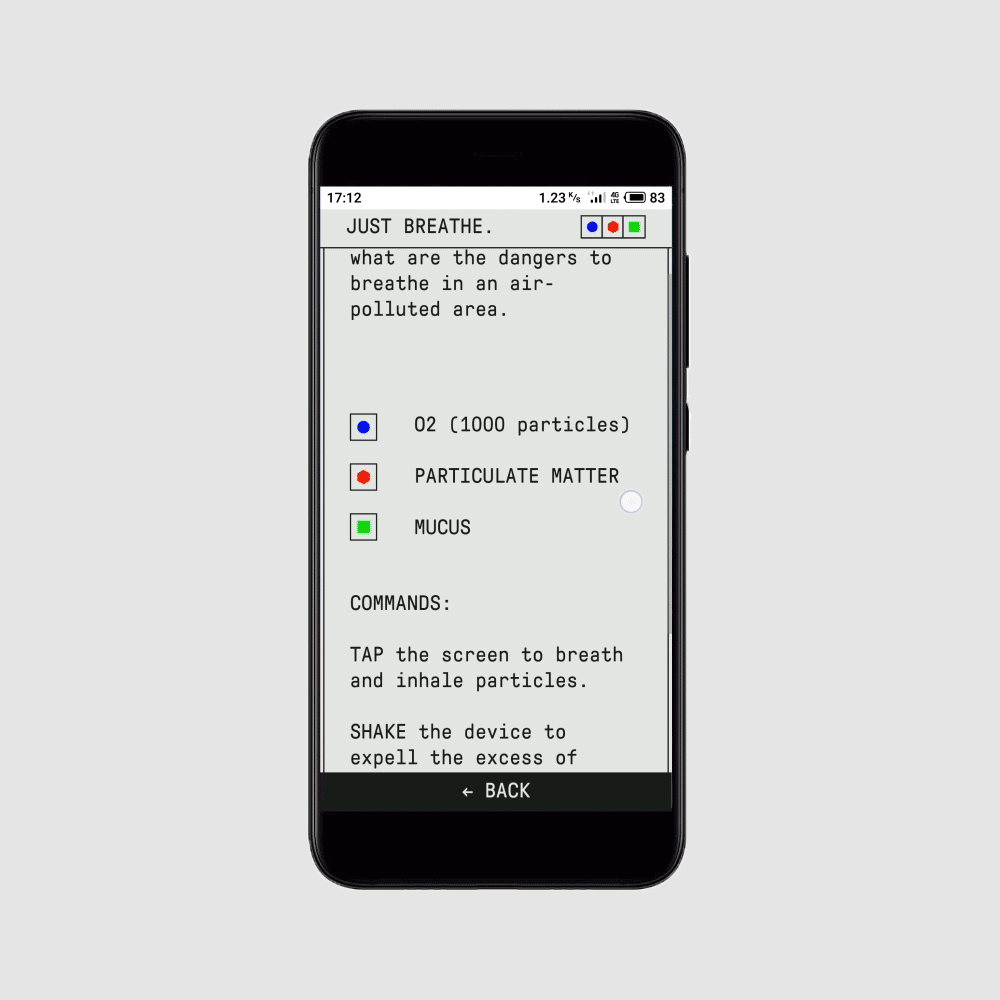 17:12
1.23 K/s 4G LTE 83
JUST BREATHE.
what are the dangers to
breathe in an air-
polluted area.
O2 (1000 particles)
PARTICULATE MATTER
MUCUS
COMMANDS:
TAP the screen to breath
and inhale particles.
SHAKE the device to
expell the excess of
← BACK